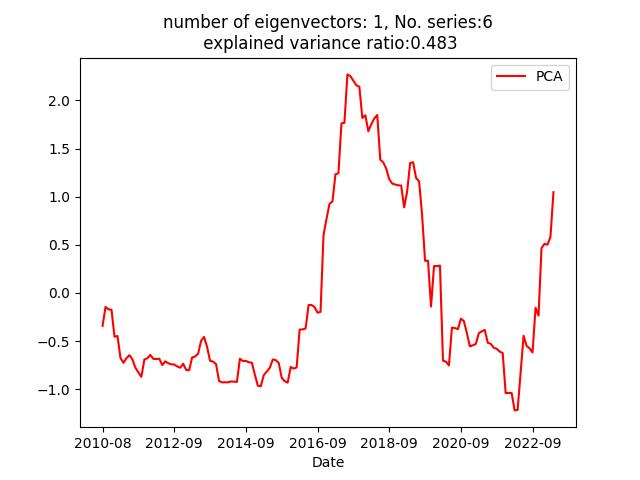 number of eigenvectors: 1, No. series:6
explained variance ratio:0.483
PCA
2.0
1.5
1.0
0.5
0.0
−0.5
−1.0
2010-08 2012-09 2014-09 2016-09 2018-09 2020-09 2022-09
Date